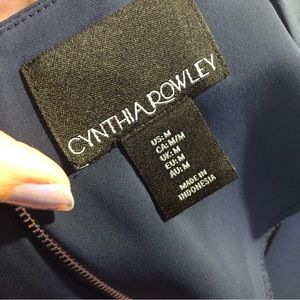 CYNTHIA ROWLEY
US: M
CA: M/M
UK: M
EU: M
AU: M
MADE IN
INDONESIA